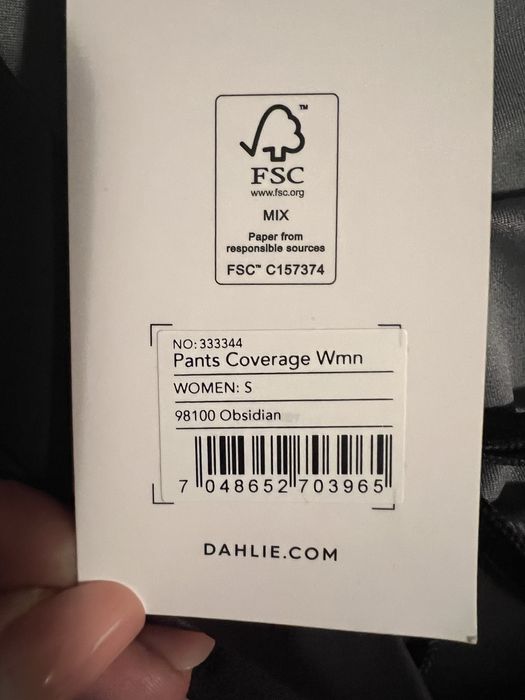 ™
FSC
www.fsc.org
MIX
Paper from
responsible sources
FSC™ C157374
NO: 333344
Pants Coverage Wmn
WOMEN: S
98100 Obsidian
7 048652 703965
DAHLIE.COM